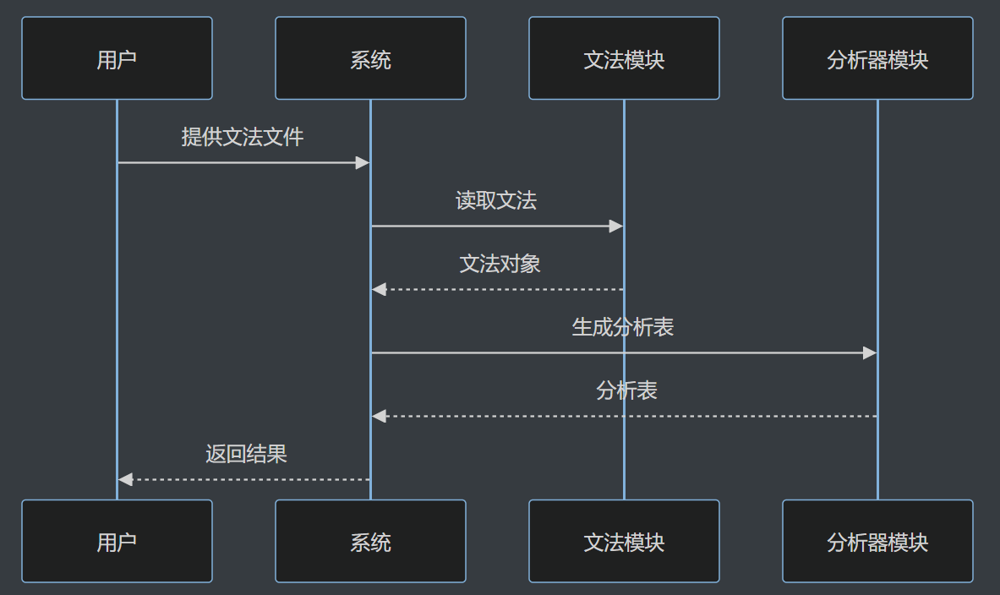 用户
系统
文法模块
分析器模块
提供文法文件
读取文法
文法对象
生成分析表
分析表
返回结果
用户
系统
文法模块
分析器模块